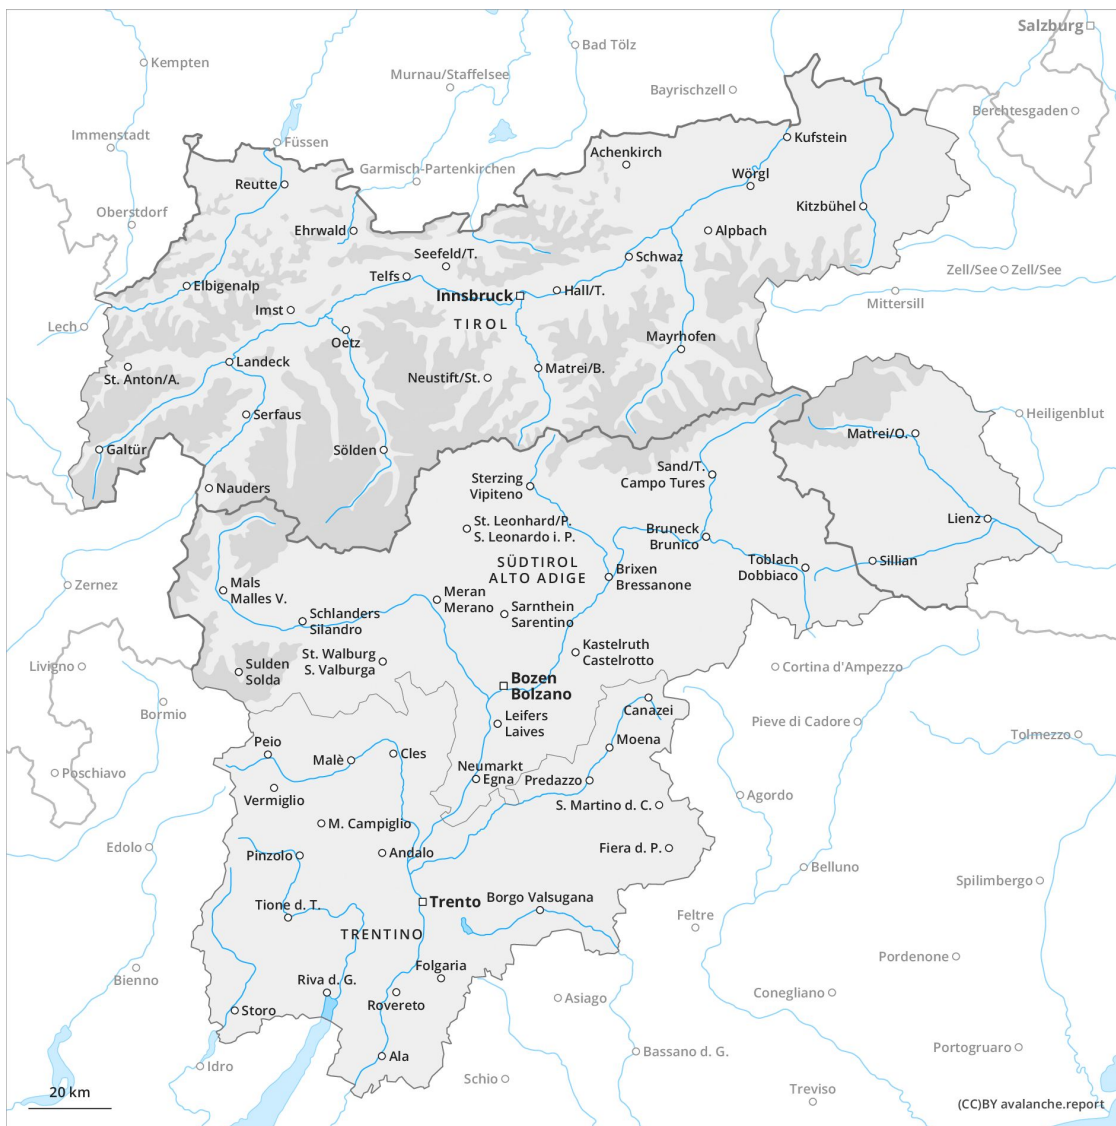 Salzburg
Kempten
Bad Tölz
Murnau/Staffelsee
Bayrischzell
Berchtesgaden
Immenstadt
Füssen
Kufstein
Achenkirch
Garmisch-Partenkirchen
Wörgl
Reutte
Oberstdorf
Kitzbühel
Ehrwald
Alpbach
Seefeld/T.
Schwaz
Telfs
Zell/See
Zell/See
Elbigenalp
Hall/T.
Innsbruck
Mittersill
Imst
TIROL
Lech
Oetz
Mayrhofen
Landeck
Matrei/B.
St. Anton/A.
Neustift/St.
Serfaus
Heiligenblut
Matrei/O.
Galtür
Sölden
Sand/T.
Campo Tures
Sterzing
Vipiteno
Nauders
Lienz
St. Leonhard/P.
S. Leonardo i. P.
Bruneck
Brunico
SÜDTIROL
ALTO ADIGE
Toblach
Dobbiaco
Sillian
Brixen
Bressanone
Zernez
Mals
Malles V.
Meran
Merano
Sarnthein
Sarentino
Schlanders
Silandro
Kastelruth
Castelrotto
St. Walburg
S. Valburga
Livigno
Sulden
Solda
Cortina d'Ampezzo
Bozen
Bolzano
Bormio
Canazei
Leifers
Laives
Pieve di Cadore
Tolmezzo
Peio
Cles
Moena
Malè
Neumarkt
Egna
Poschiavo
Predazzo
Vermiglio
Agordo
S. Martino d. C.
M. Campiglio
Edolo
Pinzolo
Andalo
Fiera d. P.
Belluno
Spilimbergo
Tione d. T.
Trento
Borgo Valsugana
Feltre
TRENTINO
Pordenone
Folgaria
Bienno
Riva d. G.
Conegliano
Asiago
Rovereto
Storo
Portogruaro
Bassano d. G.
Ala
Idro
Schio
20 km
Treviso
(CC)BY avalanche.report